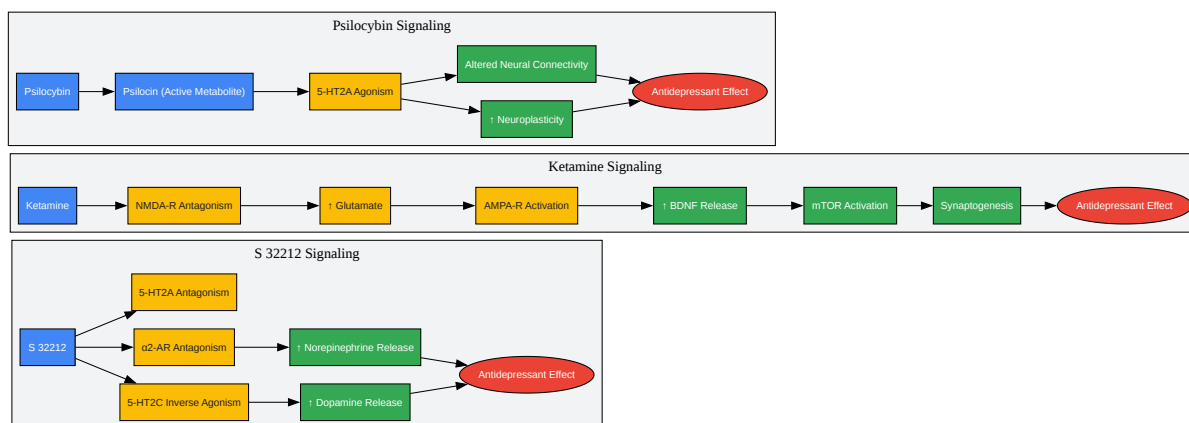 Psilocybin Signaling
Psilocybin
Psilocin (Active Metabolite)
5-HT2A Agonism
Altered Neural Connectivity
↑ Neuroplasticity
Antidepressant Effect
Ketamine Signaling
Ketamine
NMDA-R Antagonism
↑ Glutamate
AMPA-R Activation
↑ BDNF Release
mTOR Activation
Synaptogenesis
Antidepressant Effect
S 32212 Signaling
S 32212
5-HT2A Antagonism
α2-AR Antagonism
↑ Norepinephrine Release
5-HT2C Inverse Agonism
↑ Dopamine Release
Antidepressant Effect